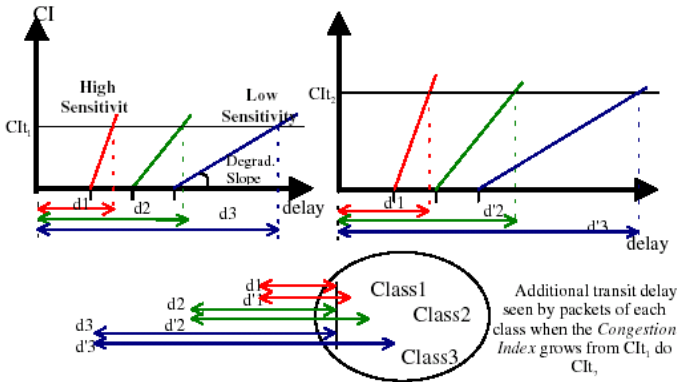 CI
High
Sensitivit
Low
Sensitivity
CIt1
Degrad.
Slope
d1
d2
d3
delay
CIt2
d'1
d'2
d'3
delay
d1
d'1
d2
d'2
d3
d'3
Class1
Class2
Class3
Additional transit delay
seen by packets of each
class when the Congestion
Index grows from CIt1 do
CIt